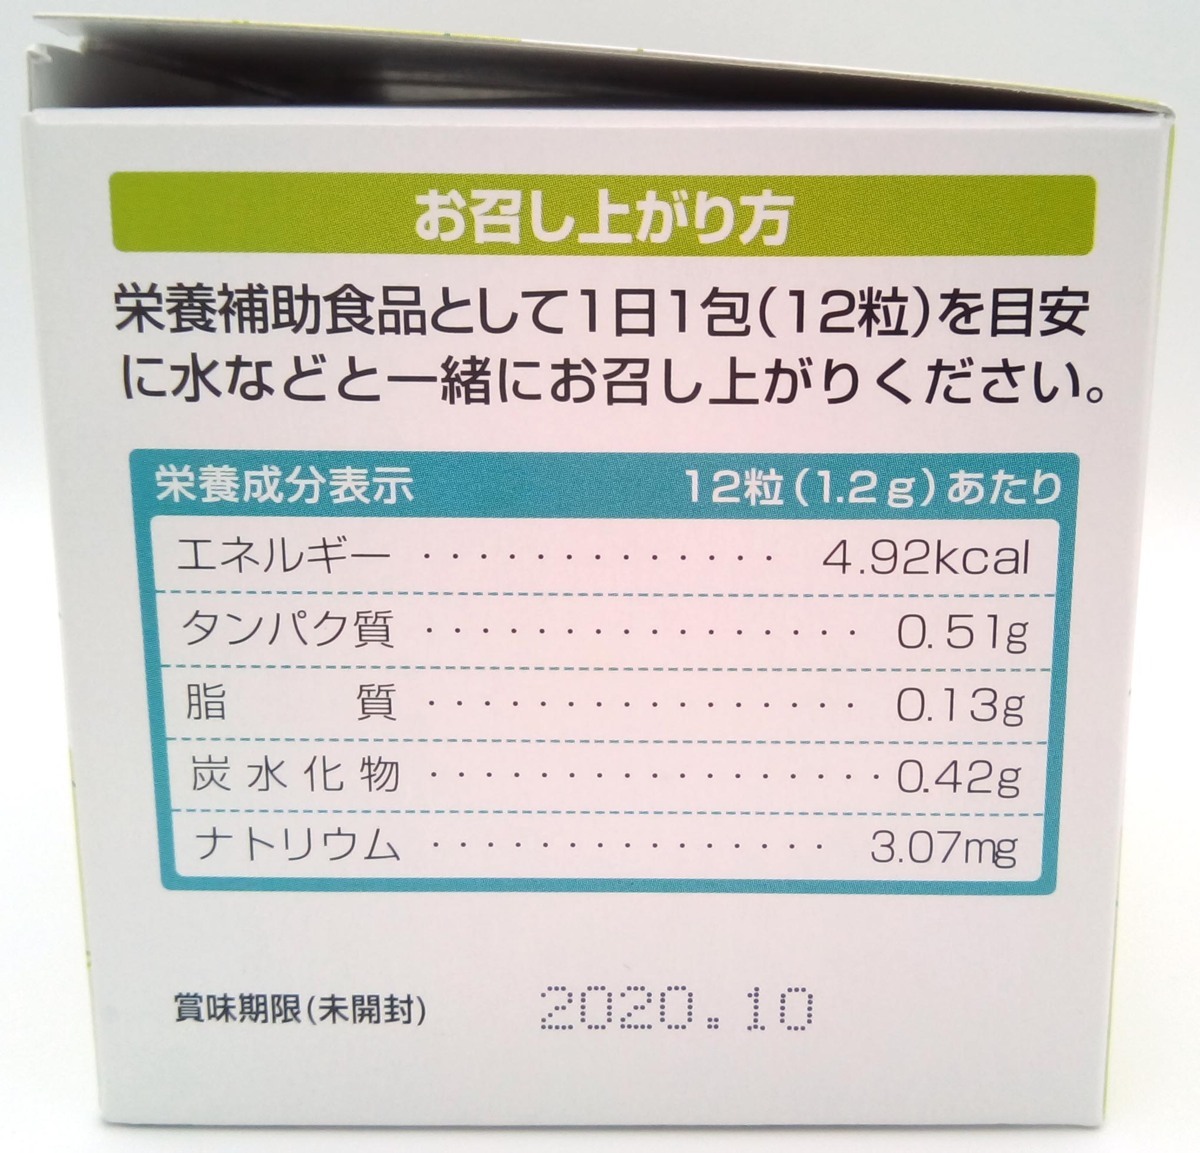 お召し上がり方
栄養補助食品として1日1包(12粒)を目安
に水などと一緒にお召し上がりください。
栄養成分表示 12粒(1.2g)あたり
エネルギー ・・・・・・・・・・・・・ 4.92kcal
タンパク質 ・・・・・・・・・・・・・・・・ 0.51g
脂質 ・・・・・・・・・・・・・・・・ 0.13g
炭水化物 ・・・・・・・・・・・・・・・・・ 0.42g
ナトリウム ・・・・・・・・・・・・・・・ 3.07mg
賞味期限(未開封) 2020.10